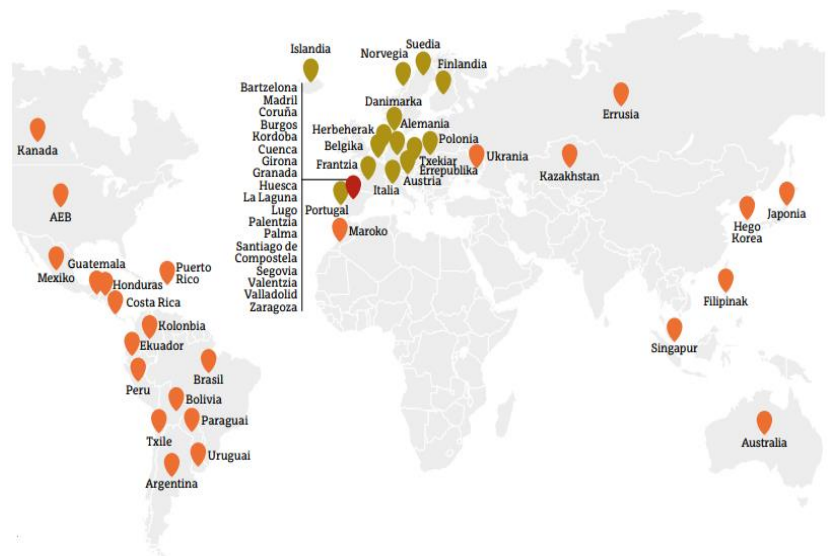 Islandia
Suedia
Norvegia
Finlandia
Bartzelona
Madril
Coruña
Burgos
Kordoba
Cuenca
Girona
Granada
Huesca
La Laguna
Lugo
Palentzia
Palma
Santiago de
Compostela
Segovia
Valentzia
Valladolid
Zaragoza
Danimarka
Herbeherak
Alemania
Belgika
Polonia
Frantzia
Txekiar
Errepublika
Austria
Italia
Portugal
Maroko
Ukrania
Errusia
Kazakhstan
Japonia
Hego
Korea
Filipinak
Singapur
Australia
Kanada
AEB
Mexiko
Guatemala
Honduras
Puerto
Rico
Costa Rica
Kolonbia
Ekuador
Peru
Brasil
Bolivia
Paraguai
Txile
Uruguai
Argentina